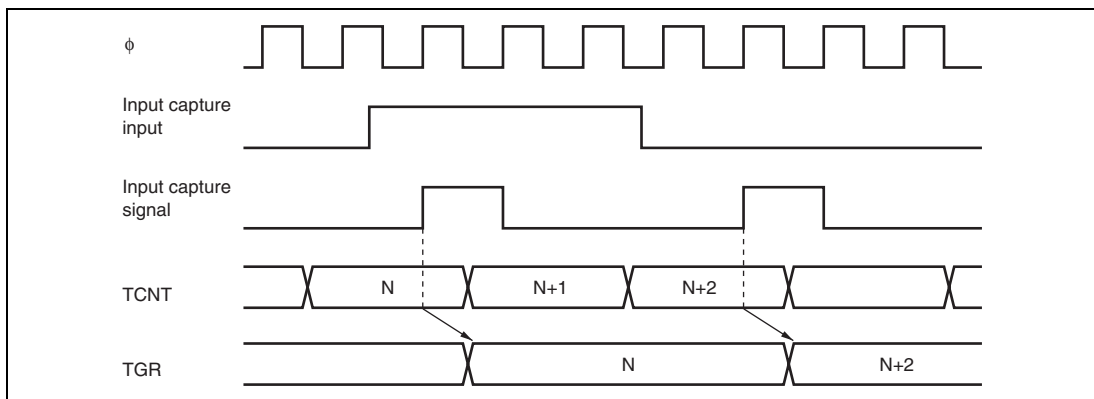 ϕ
Input capture
input
Input capture
signal
TCNT
N
N+1
N+2
TGR
N
N+2